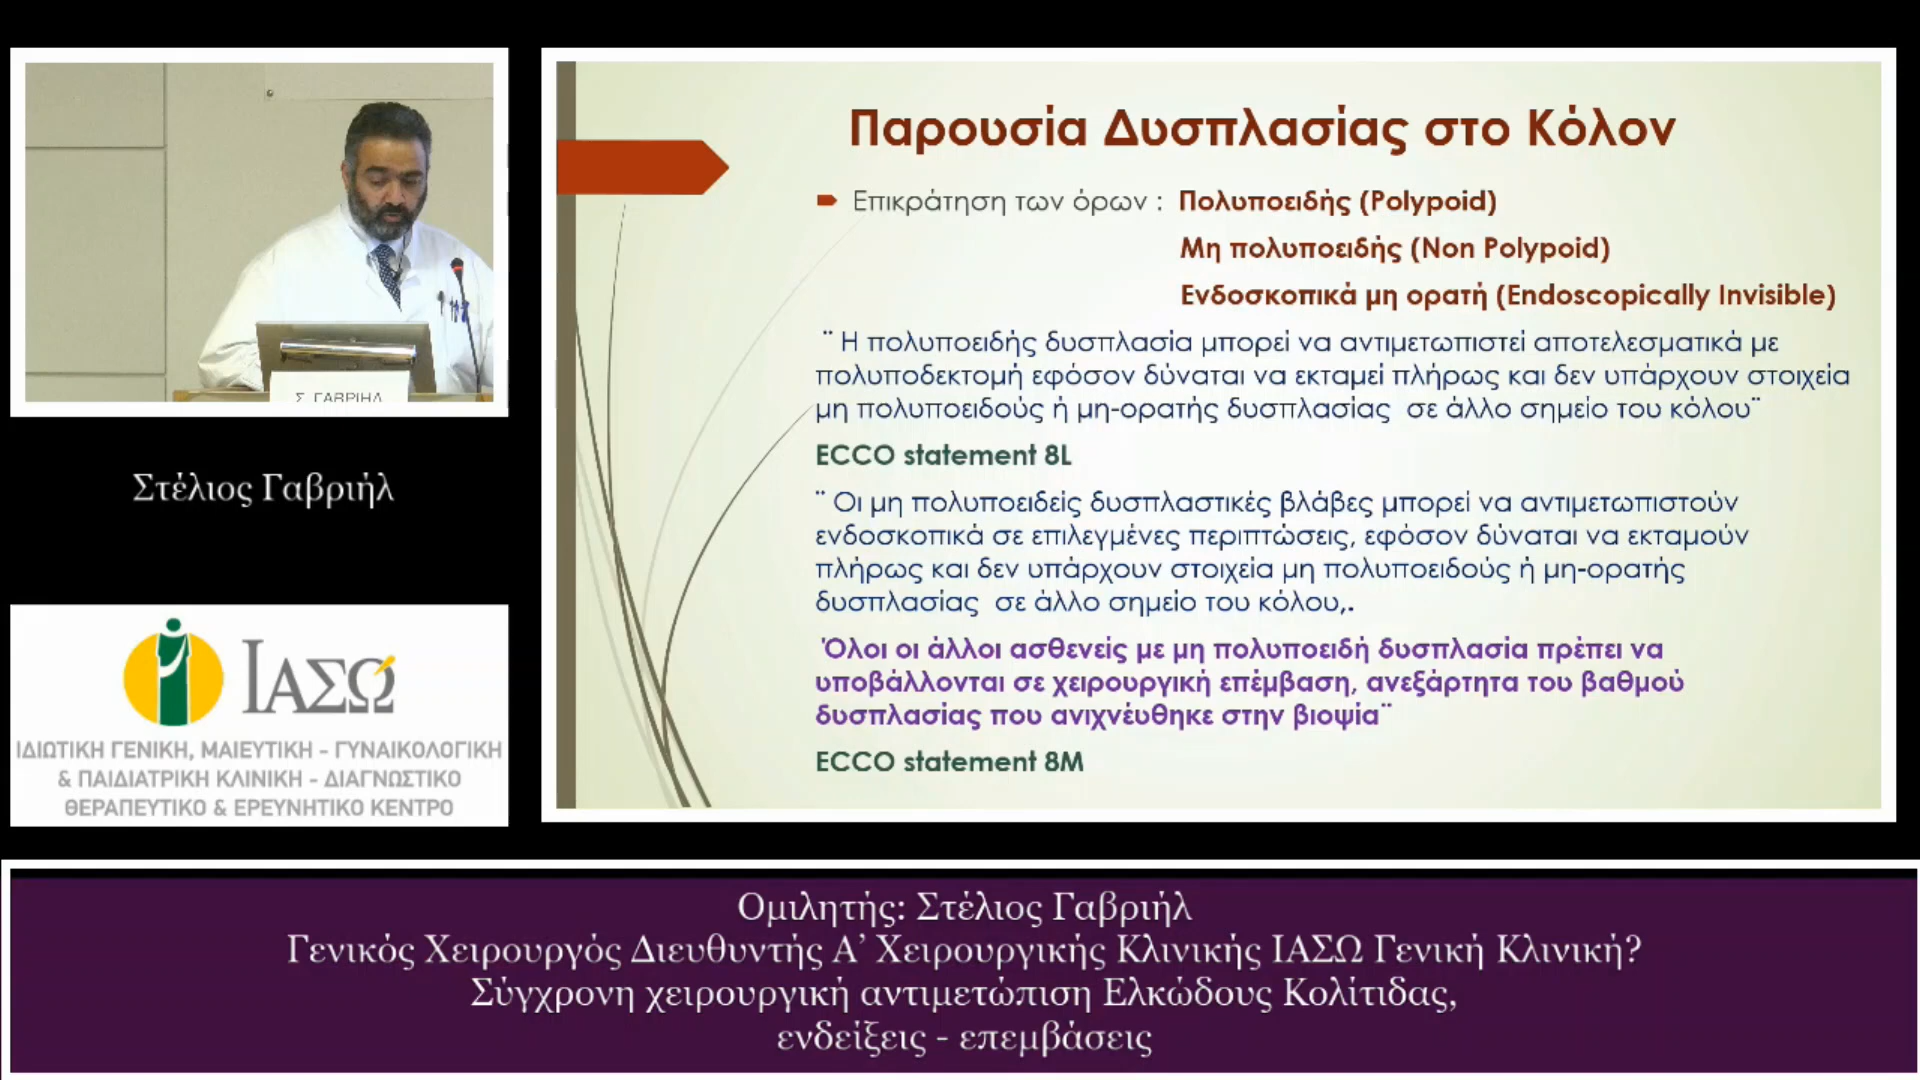 Σ. ΓΑΒΡΙΗΛ
Στέλιος Γαβριήλ
ΙΑΣΩ
ΙΔΙΩΤΙΚΗ ΓΕΝΙΚΗ, ΜΑΙΕΥΤΙΚΗ - ΓΥΝΑΙΚΟΛΟΓΙΚΗ
& ΠΑΙΔΙΑΤΡΙΚΗ ΚΛΙΝΙΚΗ - ΔΙΑΓΝΩΣΤΙΚΟ
ΘΕΡΑΠΕΥΤΙΚΟ & ΕΡΕΥΝΗΤΙΚΟ ΚΕΝΤΡΟ
Παρουσία Δυσπλασίας στο Κόλον
Επικράτηση των όρων : Πολυποειδής (Polypoid)
Μη πολυποειδής (Non Polypoid)
Ενδοσκοπικά μη ορατή (Endoscopically Invisible)
¨ Η πολυποειδής δυσπλασία μπορεί να αντιμετωπιστεί αποτελεσματικά με
πολυποδεκτομή εφόσον δύναται να εκταμεί πλήρως και δεν υπάρχουν στοιχεία
μη πολυποειδούς ή μη-ορατής δυσπλασίας σε άλλο σημείο του κόλου¨
ECCO statement 8L
¨ Οι μη πολυποειδείς δυσπλαστικές βλάβες μπορεί να αντιμετωπιστούν
ενδοσκοπικά σε επιλεγμένες περιπτώσεις, εφόσον δύναται να εκταμούν
πλήρως και δεν υπάρχουν στοιχεία μη πολυποειδούς ή μη-ορατής
δυσπλασίας σε άλλο σημείο του κόλου,.
Όλοι οι άλλοι ασθενείς με μη πολυποειδή δυσπλασία πρέπει να
υποβάλλονται σε χειρουργική επέμβαση, ανεξάρτητα του βαθμού
δυσπλασίας που ανιχνέυθηκε στην βιοψία¨
ECCO statement 8M
Ομιλητής: Στέλιος Γαβριήλ
Γενικός Χειρουργός Διευθυντής Α’ Χειρουργικής Κλινικής ΙΑΣΩ Γενική Κλινική?
Σύγχρονη χειρουργική αντιμετώπιση Ελκώδους Κολίτιδας,
ενδείξεις - επεμβάσεις